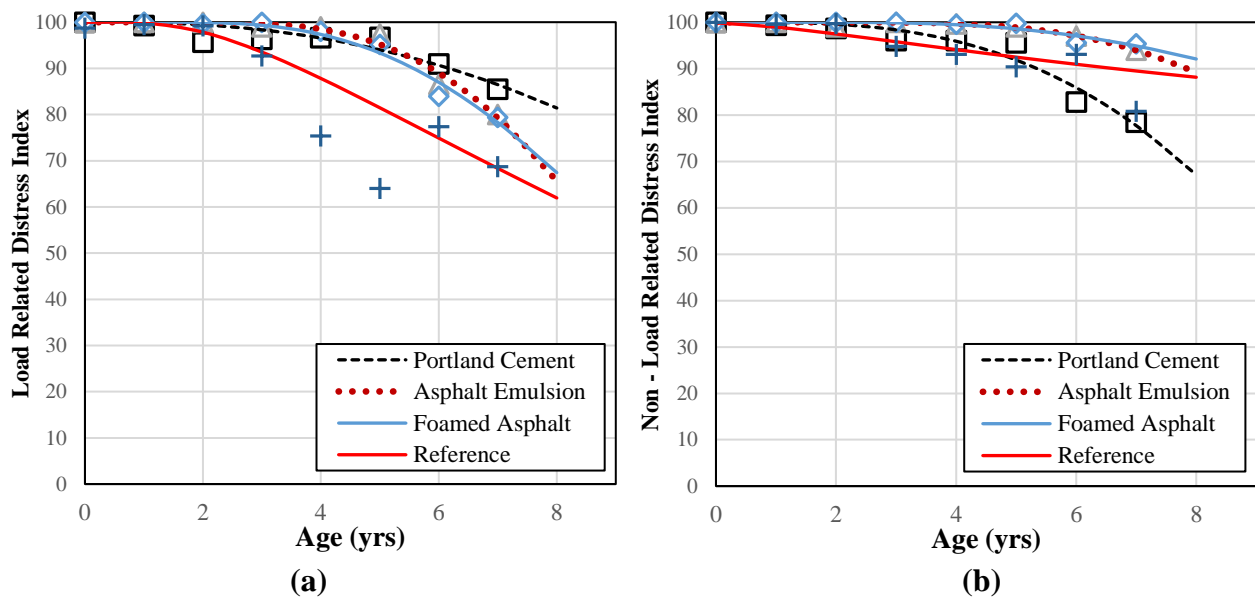 Load Related Distress Index
100
90
80
70
60
50
40
30
20
10
0
0 2 4 6 8
Age (yrs)
Portland Cement
Asphalt Emulsion
Foamed Asphalt
Reference
(a)
Non - Load Related Distress Index
100
90
80
70
60
50
40
30
20
10
0
0 2 4 6 8
Age (yrs)
Portland Cement
Asphalt Emulsion
Foamed Asphalt
Reference
(b)